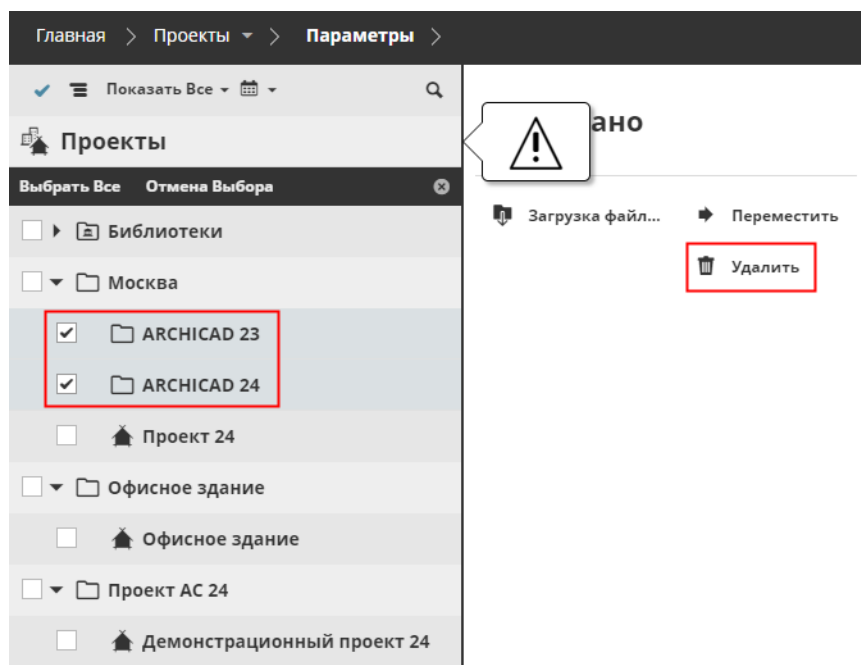 Главная > Проекты > Параметры >
Показать Все
Проекты
Выбрать Все Отмена Выбора
Библиотеки
Москва
ARCHICAD 23
ARCHICAD 24
Проект 24
Офисное здание
Офисное здание
Проект АС 24
Демонстрационный проект 24
ано
Загрузка файл... Переместить
Удалить